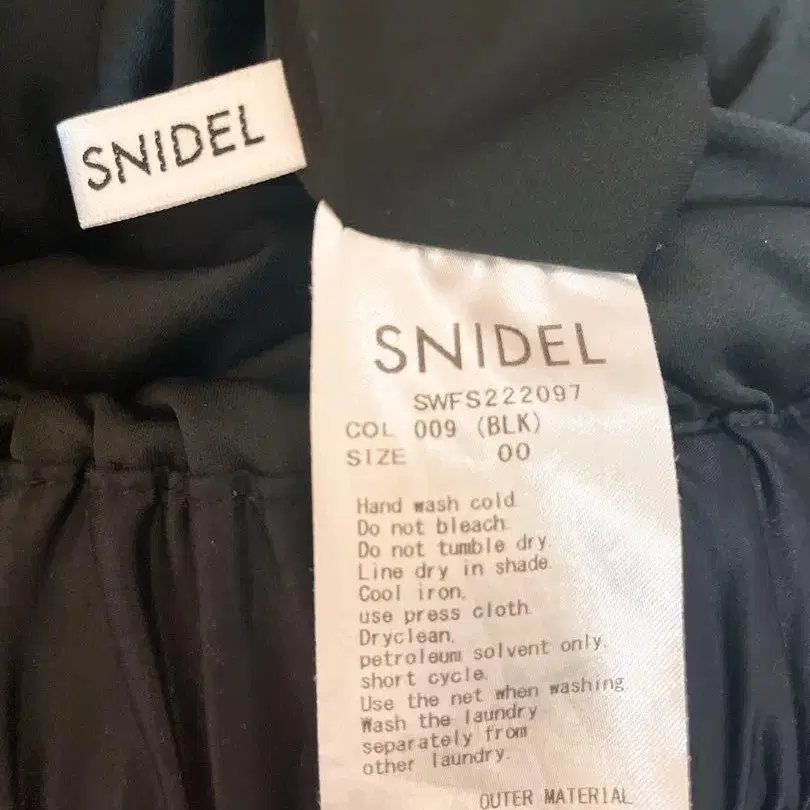 SNIDEL
SNIDEL
SWFS222097
COL 009 (BLK)
SIZE 00
Hand wash cold.
Do not bleach.
Do not tumble dry.
Line dry in shade.
Cool iron.
use press cloth.
Dryclean.
petroleum solvent only.
short cycle.
Use the net when washing
Wash the laundry
separately from
other laundry.
OUTER MATERIAL